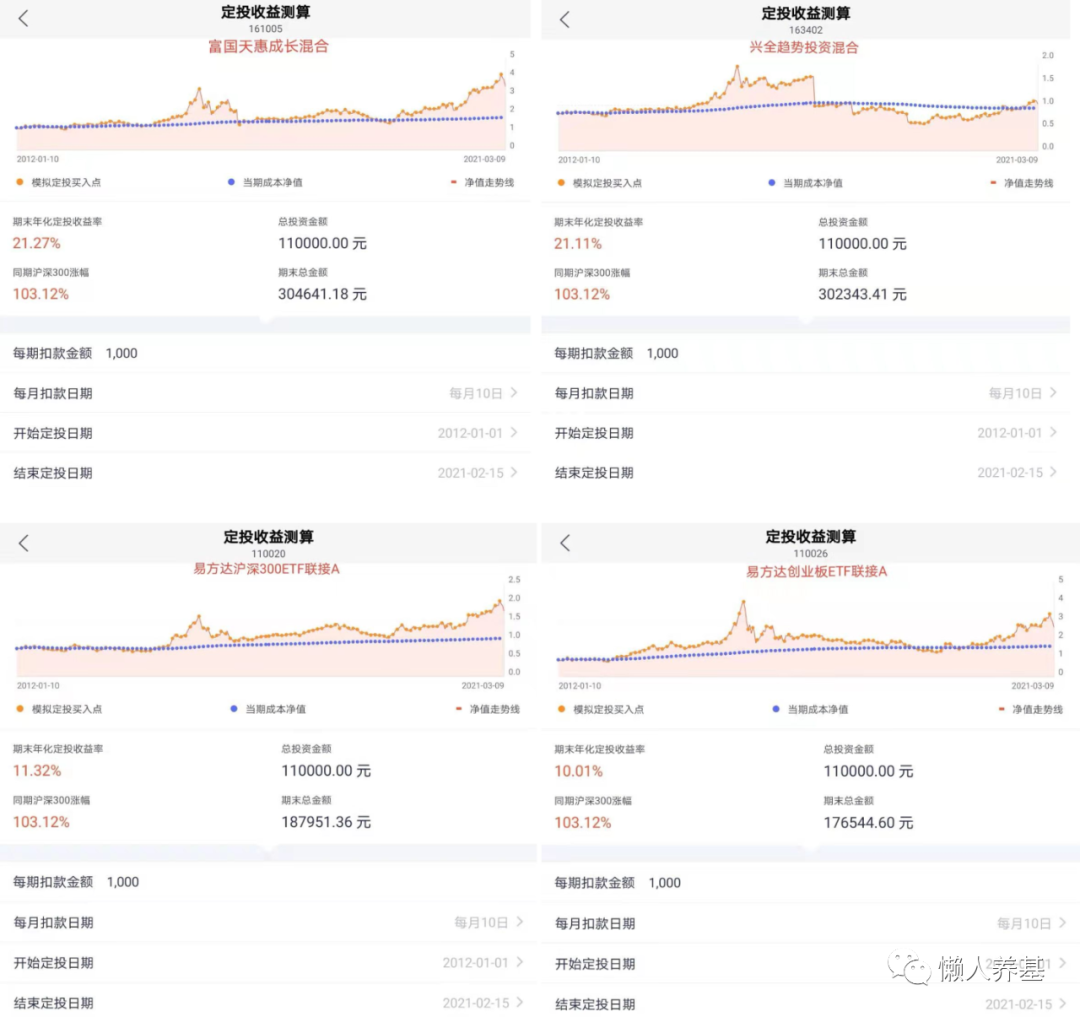 定投收益测算
161005
富国天惠成长混合
5
4
3
2
1
0
2012-01-10
2021-03-09
模拟定投买入点
当期成本净值
净值走势线
期末年化定投收益率
总投资金额
21.27%
110000.00 元
同期沪深300涨幅
期末总金额
103.12%
304641.18 元
每期扣款金额 1,000
每月扣款日期
每月10日
开始定投日期
2012-01-01
结束定投日期
2021-02-15
定投收益测算
163402
兴全趋势投资混合
2.0
1.5
1.0
0.5
0.0
2012-01-10
2021-03-09
模拟定投买入点
当期成本净值
净值走势线
期末年化定投收益率
总投资金额
21.11%
110000.00 元
同期沪深300涨幅
期末总金额
103.12%
302343.41 元
每期扣款金额 1,000
每月扣款日期
每月10日
开始定投日期
2012-01-01
结束定投日期
2021-02-15
定投收益测算
110020
易方达沪深300ETF联接A
2.5
2.0
1.5
1.0
0.5
0.0
2012-01-10
2021-03-09
模拟定投买入点
当期成本净值
净值走势线
期末年化定投收益率
总投资金额
11.32%
110000.00 元
同期沪深300涨幅
期末总金额
103.12%
187951.36 元
每期扣款金额 1,000
每月扣款日期
每月10日
开始定投日期
2012-01-01
结束定投日期
2021-02-15
定投收益测算
110026
易方达创业板ETF联接A
5
4
3
2
1
0
2012-01-10
2021-03-09
模拟定投买入点
当期成本净值
净值走势线
期末年化定投收益率
总投资金额
10.01%
110000.00 元
同期沪深300涨幅
期末总金额
103.12%
176544.60 元
每期扣款金额 1,000
每月扣款日期
每月10日
开始定投日期
懒人养基
结束定投日期
2021-02-15